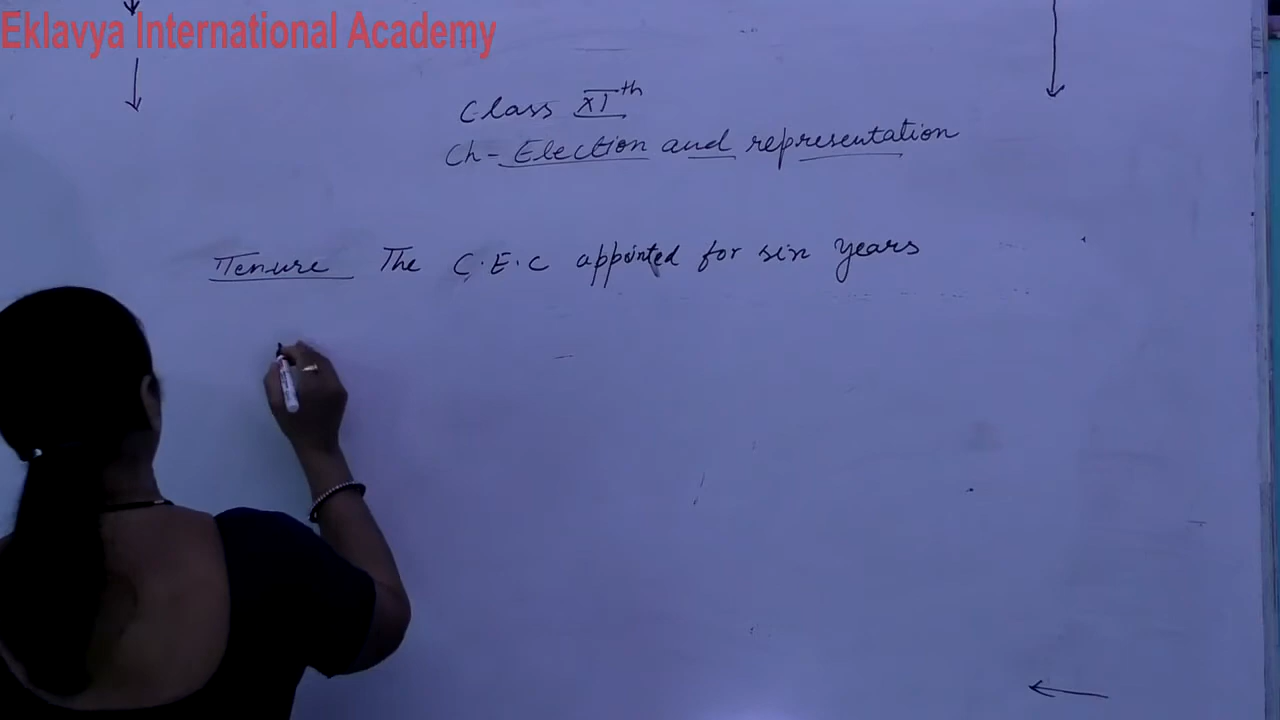 Eklavya International Academy
Class XIth
Ch- Election and representation
Tenure The C.E.C appointed for six years